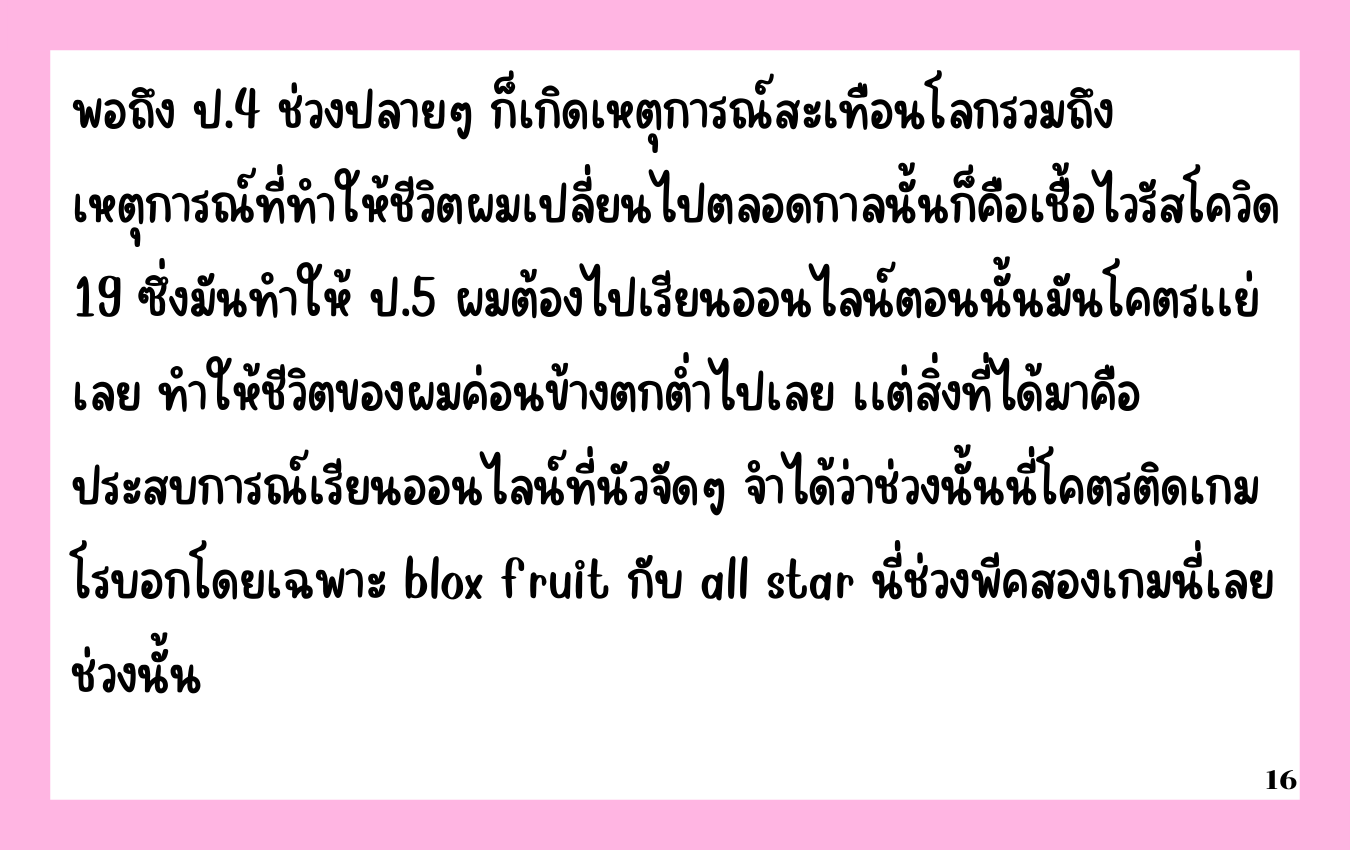 พอถึง ป.4 ช่วงปลายๆ ก็เกิดเหตุการณ์สะเทือนโลกรวมถึง
เหตุการณ์ที่ทำให้ชีวิตผมเปลี่ยนไปตลอดกาลนั้นก็คือเชื้อไวรัสโควิด
19 ซึ่งมันทำให้ ป.5 ผมต้องไปเรียนออนไลน์ตอนนั้นมันโคตรแย่
เลย ทำให้ชีวิตของผมค่อนข้างตกต่ำไปเลย แต่สิ่งที่ได้มาคือ
ประสบการณ์เรียนออนไลน์ที่นัวจัดๆ จำได้ว่าช่วงนั้นนี่โคตรติดเกม
โรบอกโดยเฉพาะ blox fruit กับ all star นี่ช่วงพีคสองเกมนี่เลย
ช่วงนั้น
16